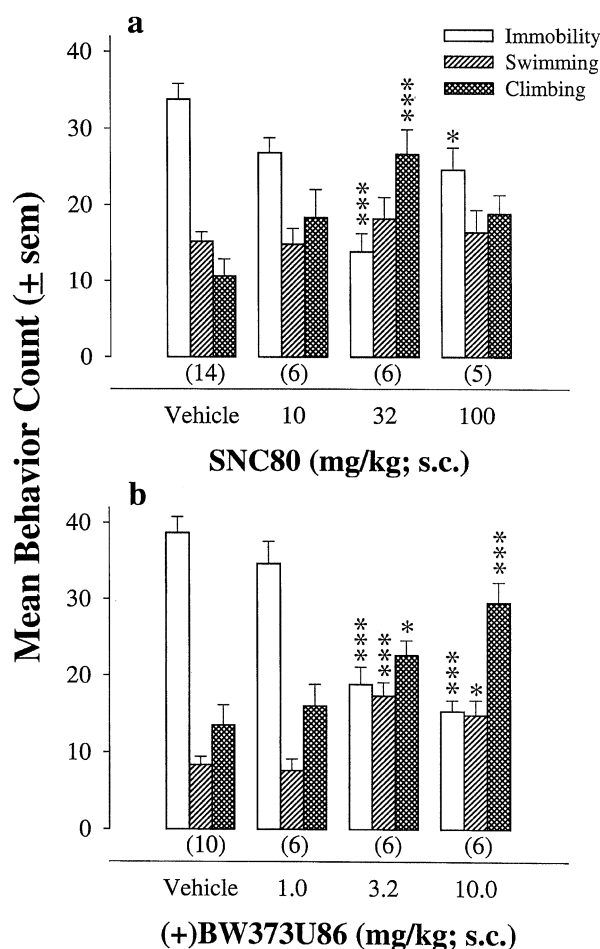 a
Immobility
Swimming
Climbing
40
30
20
10
0
***
***
*
(14) (6) (6) (5)
Vehicle 10 32 100
SNC80 (mg/kg; s.c.)
Mean Behavior Count (± sem)
b
40
30
20
10
0
***
***
*
***
*
***
(10) (6) (6) (6)
Vehicle 1.0 3.2 10.0
(+)BW373U86 (mg/kg; s.c.)